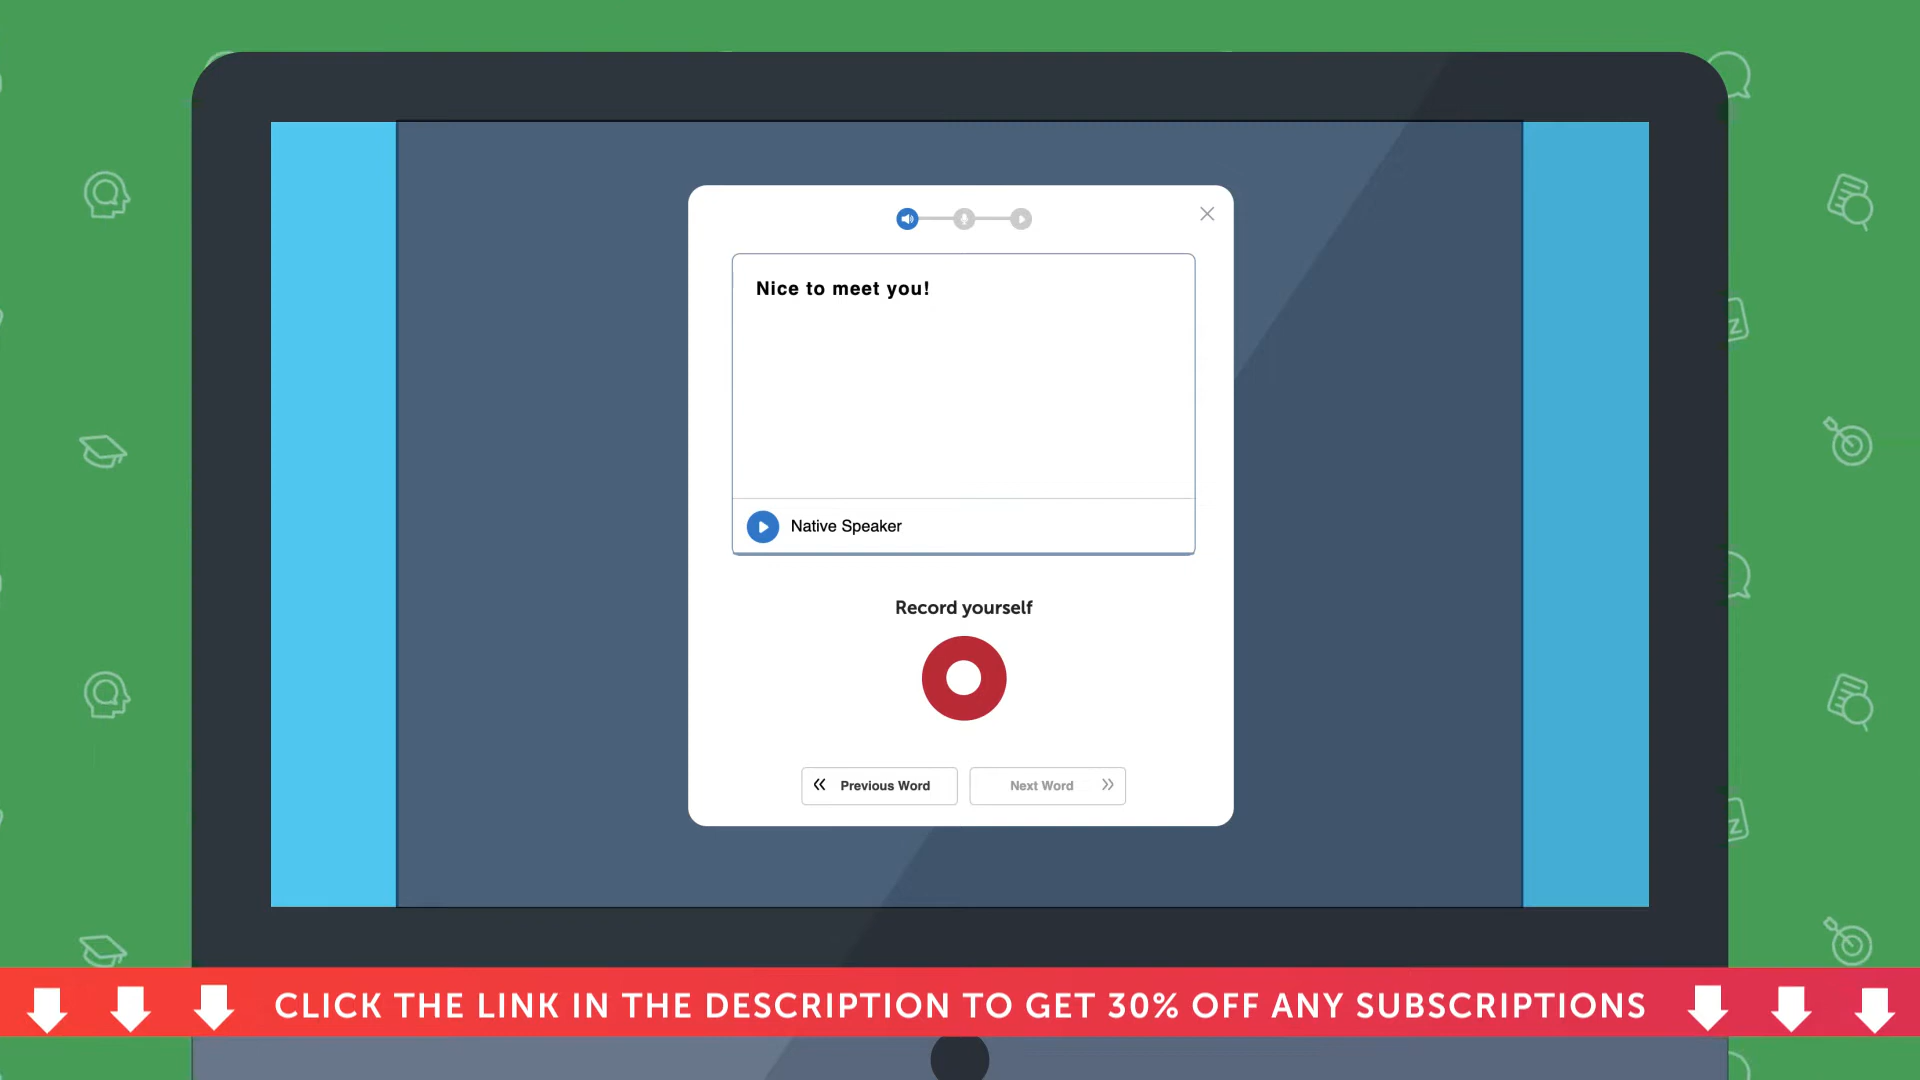 Nice to meet you!
Native Speaker
Record yourself
Previous Word
Next Word
CLICK THE LINK IN THE DESCRIPTION TO GET 30% OFF ANY SUBSCRIPTIONS